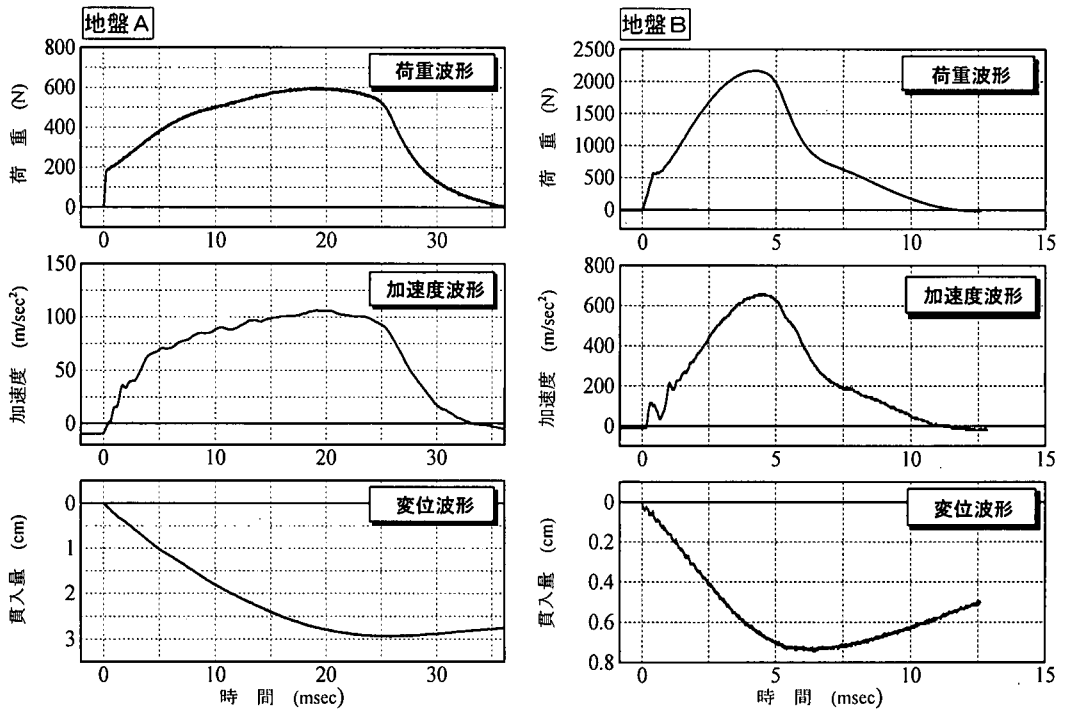 地盤A
荷重波形
荷 重 (N)
800
600
400
200
0
0 10 20 30
加速度波形
加速度 (m/sec²)
150
100
50
0
0 10 20 30
変位波形
貫入量 (cm)
0
1
2
3
0 10 20 30
時 間 (msec)
地盤B
荷重波形
荷 重 (N)
2500
2000
1500
1000
500
0
0 5 10 15
加速度波形
加速度 (m/sec²)
800
600
400
200
0
0 5 10 15
変位波形
貫入量 (cm)
0
0.2
0.4
0.6
0.8
0 5 10 15
時 間 (msec)